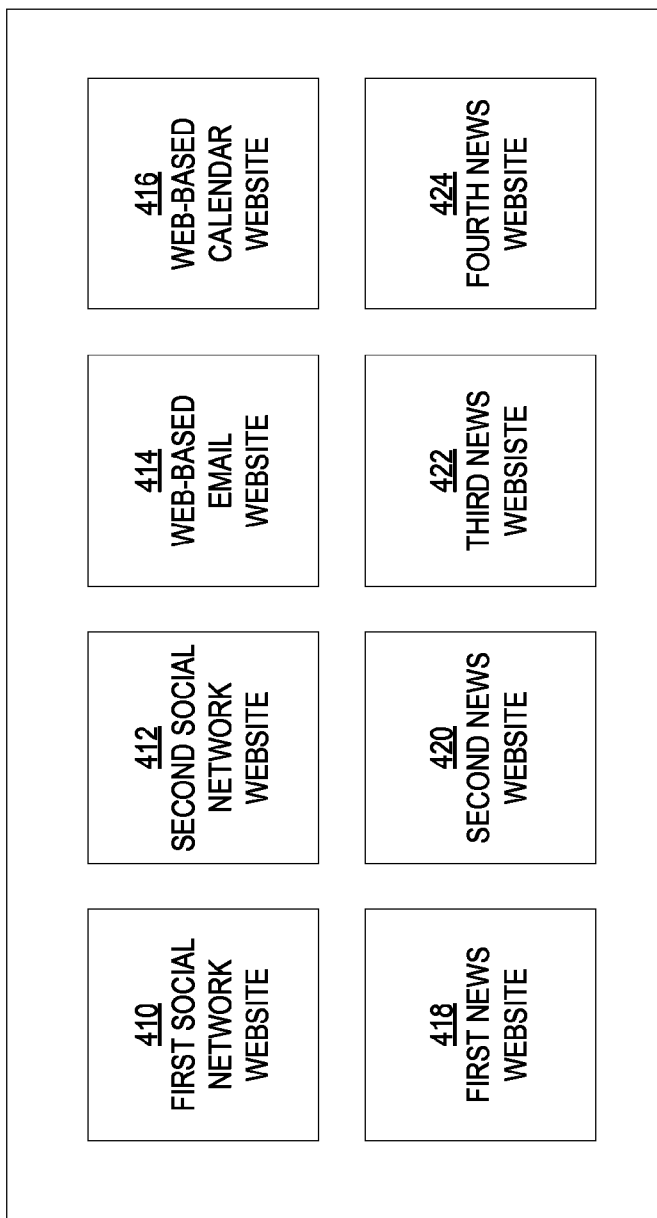 410
FIRST SOCIAL
NETWORK
WEBSITE
412
SECOND SOCIAL
NETWORK
WEBSITE
414
WEB-BASED
EMAIL
WEBSITE
416
WEB-BASED
CALENDAR
WEBSITE
418
FIRST NEWS
WEBSITE
420
SECOND NEWS
WEBSITE
422
THIRD NEWS
WEBSISTE
424
FOURTH NEWS
WEBSITE